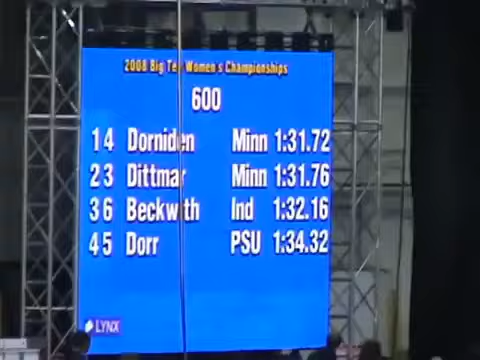 2008 Big Ten Women's Championships
600
1 4 Dorniden Minn 1:31.72
2 3 Dittmar Minn 1:31.76
3 6 Beckwith Ind 1:32.16
4 5 Dorr PSU 1:34.32
LYNX